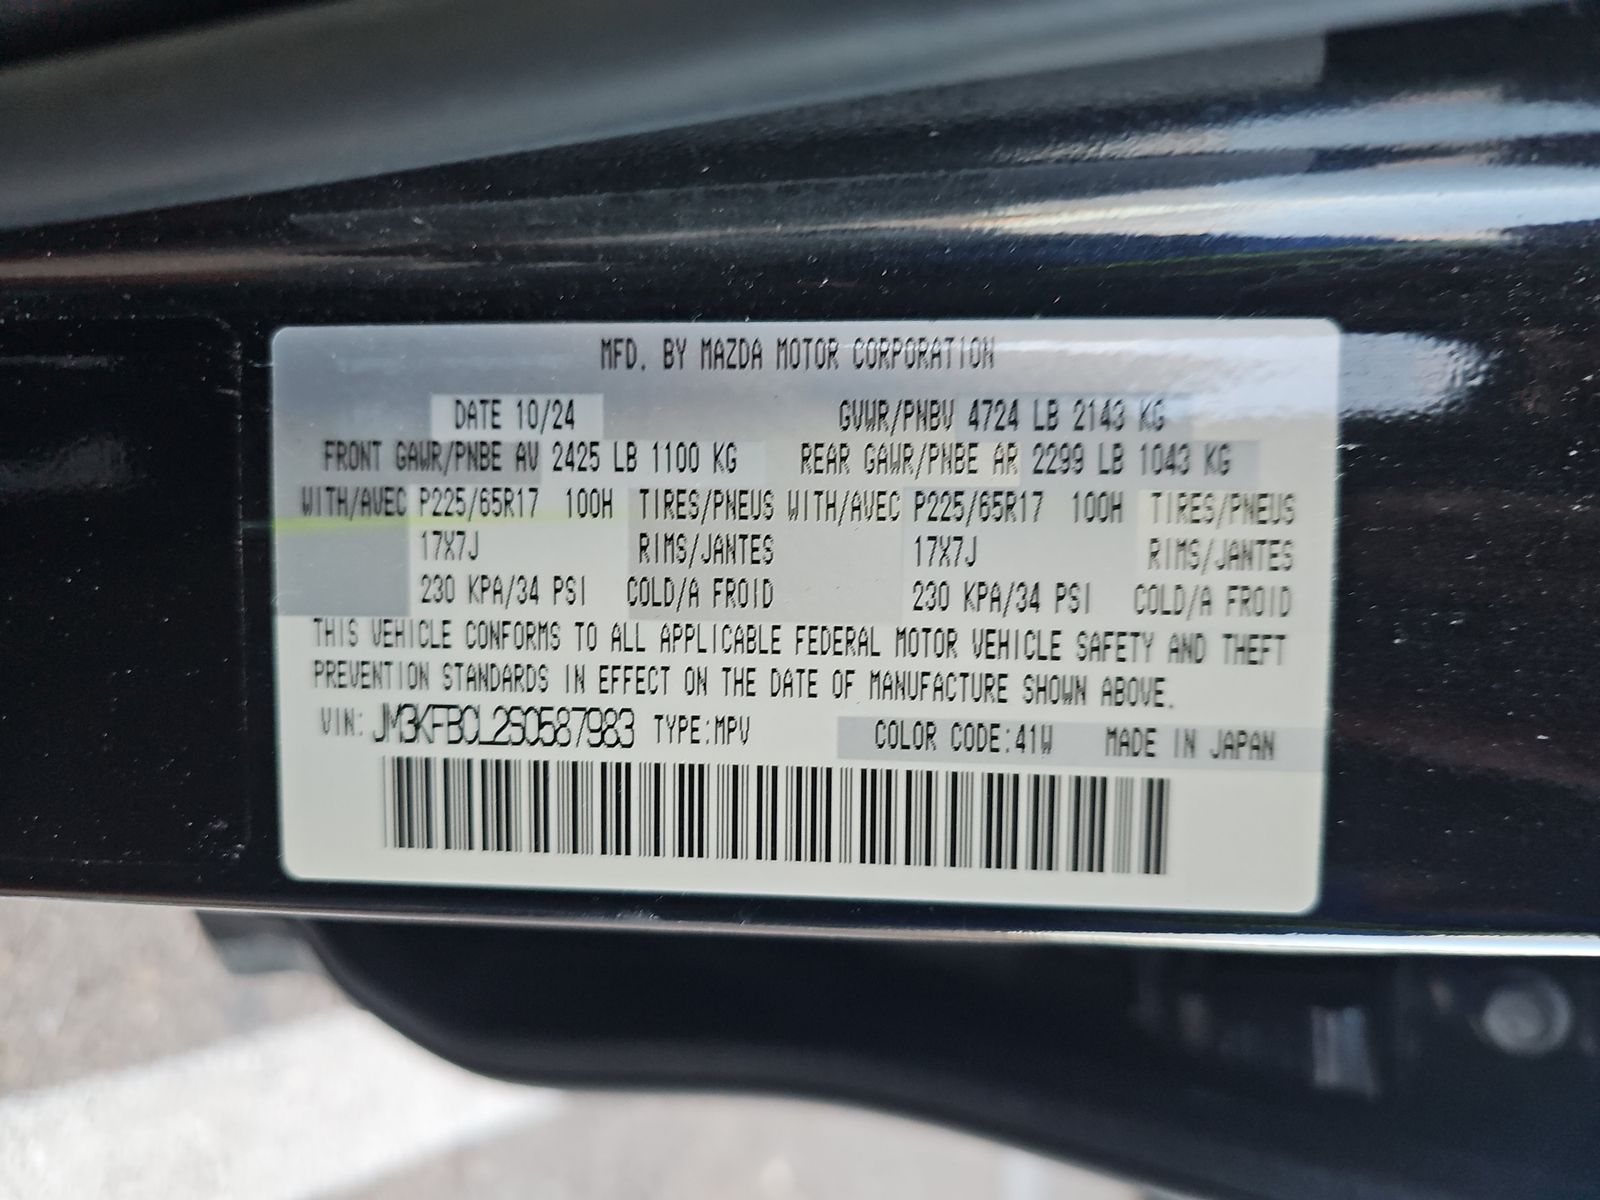 MFD. BY MAZDA MOTOR CORPORATION
DATE 10/24 GVWR/PNBV 4724 LB 2143 KG
FRONT GAWR/PNBE AV 2425 LB 1100 KG REAR GAWR/PNBE AR 2299 LB 1043 KG
WITH/AVEC P225/65R17 100H TIRES/PNEUS WITH/AVEC P225/65R17 100H TIRES/PNEUS
17X7J RIMS/JANTES 17X7J RIMS/JANTES
230 KPA/34 PSI COLD/A FROID 230 KPA/34 PSI COLD/A FROID
THIS VEHICLE CONFORMS TO ALL APPLICABLE FEDERAL MOTOR VEHICLE SAFETY AND THEFT
PREVENTION STANDARDS IN EFFECT ON THE DATE OF MANUFACTURE SHOWN ABOVE.
VIN: JM3KFBCL2S0587983 TYPE:MPV COLOR CODE:41W MADE IN JAPAN